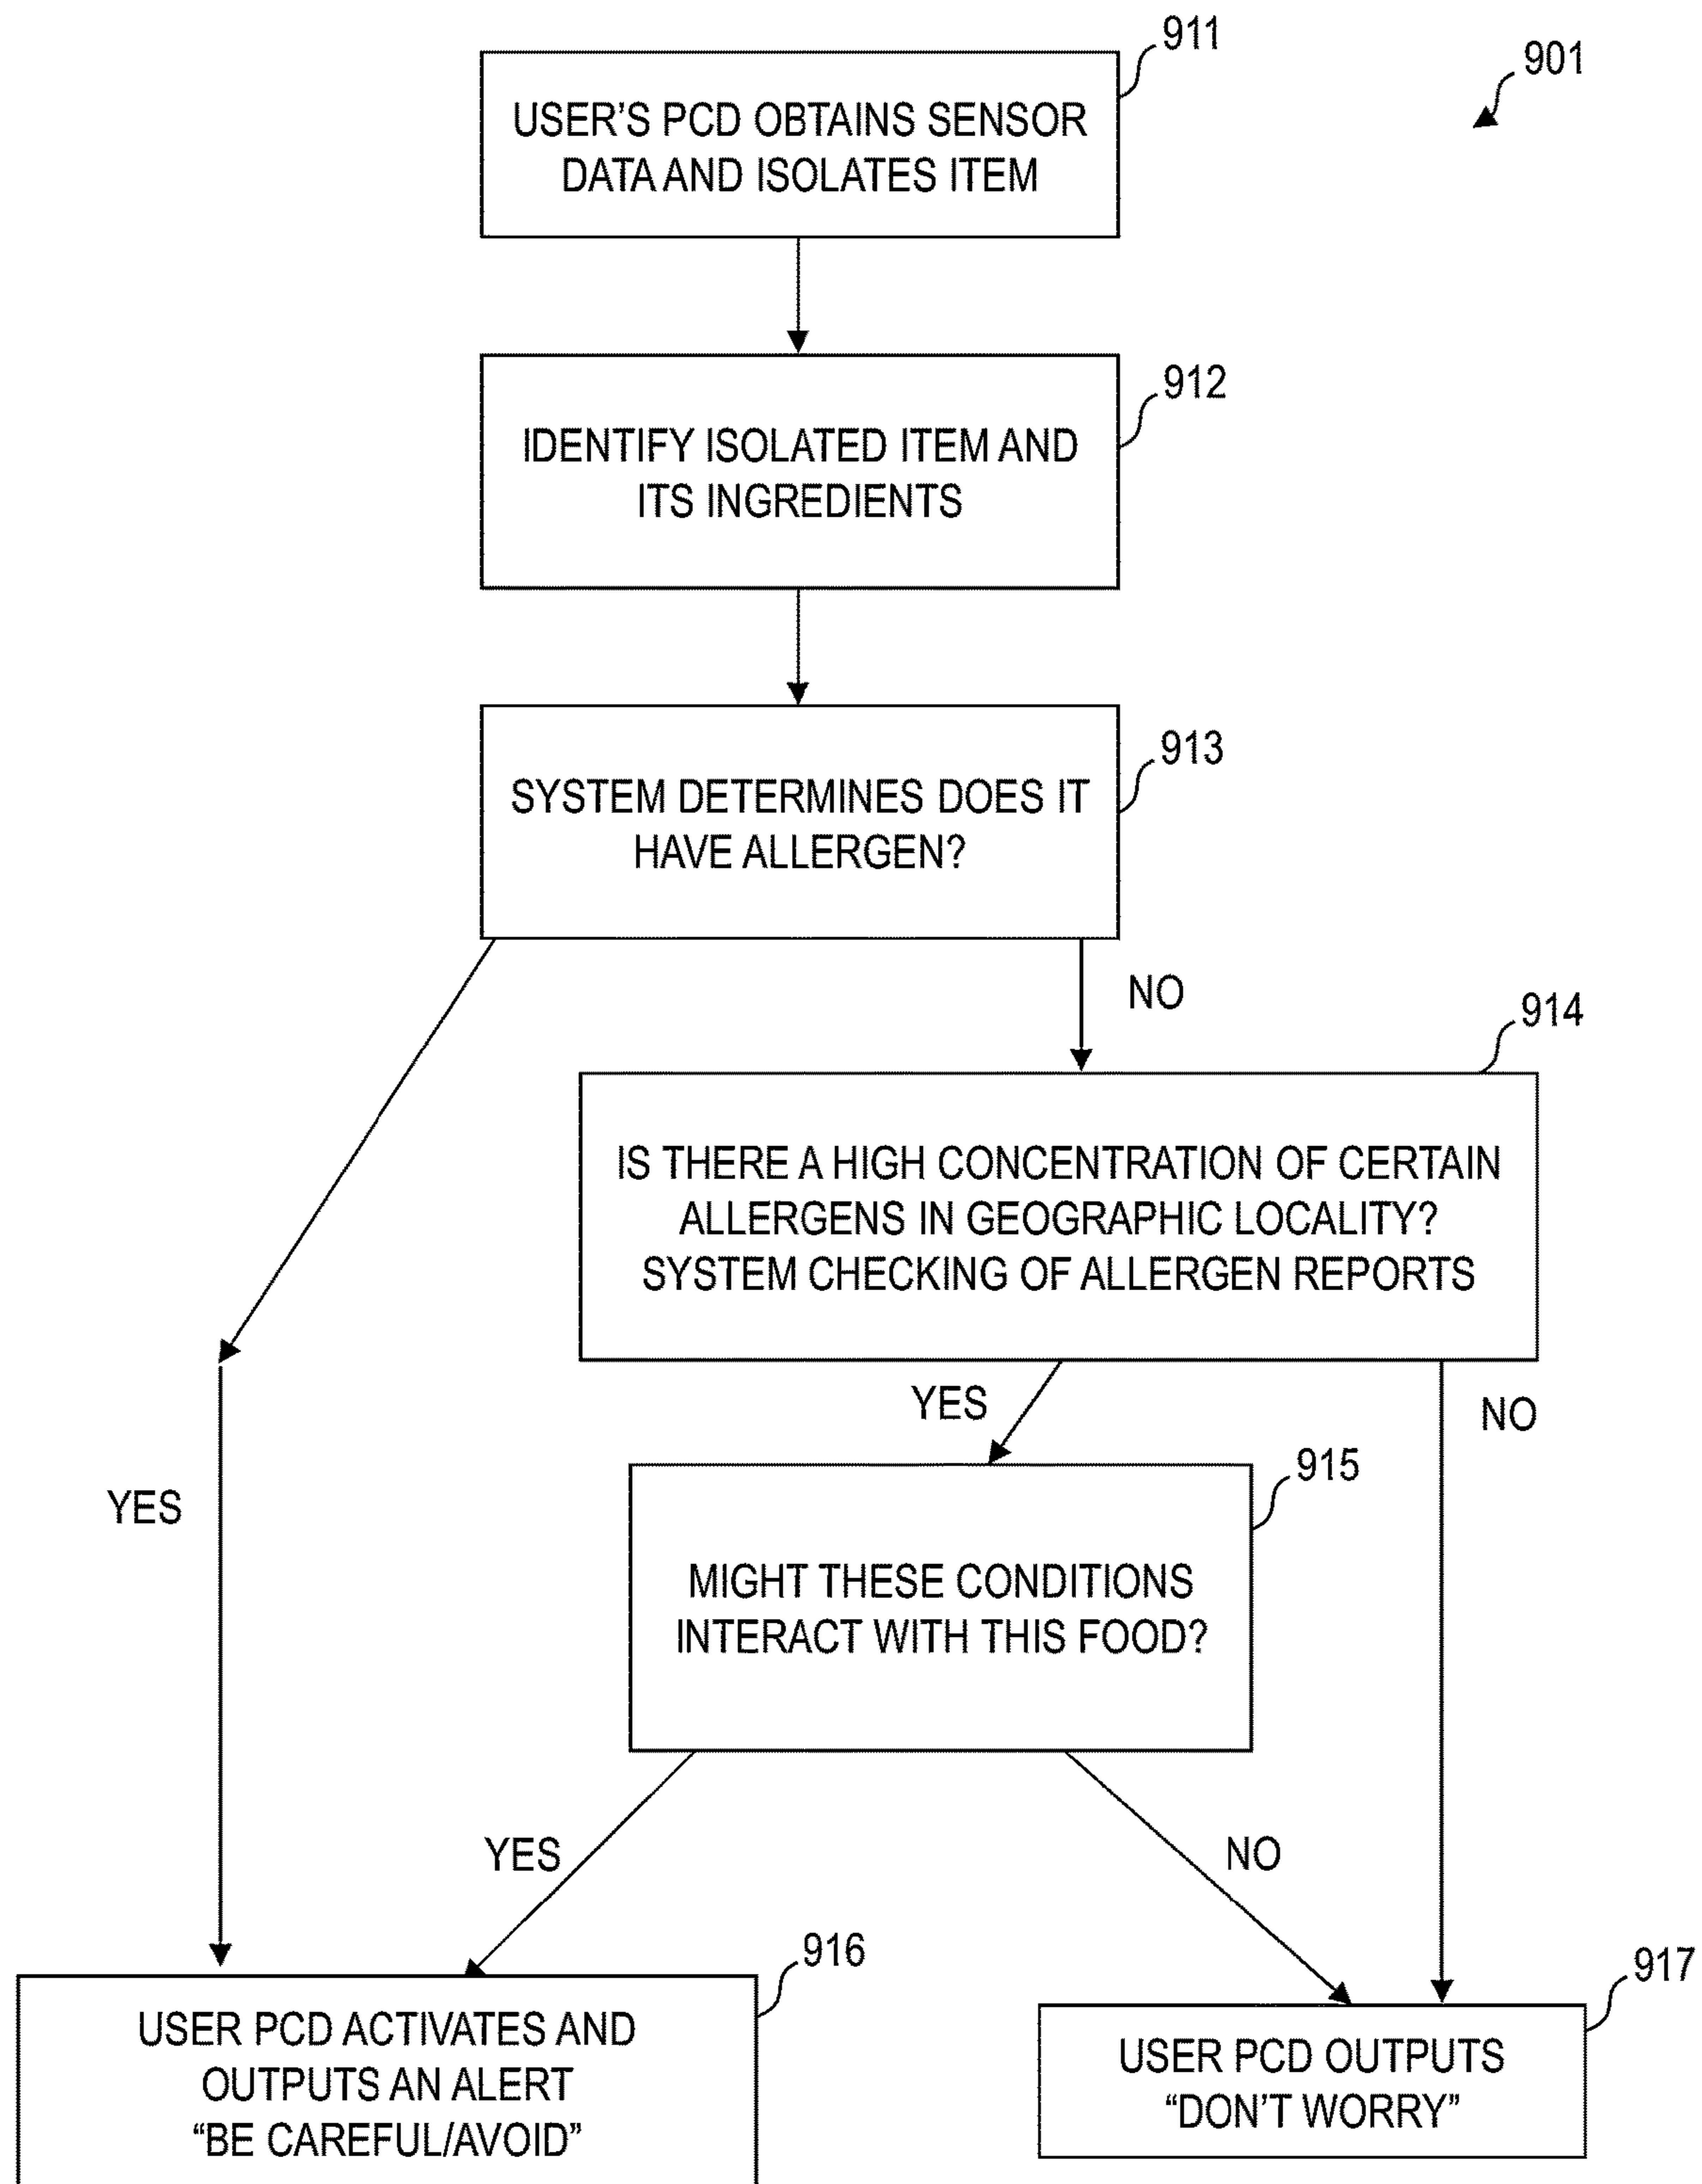 911
901
USER’S PCD OBTAINS SENSOR
DATA AND ISOLATES ITEM
912
IDENTIFY ISOLATED ITEM AND
ITS INGREDIENTS
913
SYSTEM DETERMINES DOES IT
HAVE ALLERGEN?
NO
914
IS THERE A HIGH CONCENTRATION OF CERTAIN
ALLERGENS IN GEOGRAPHIC LOCALITY?
SYSTEM CHECKING OF ALLERGEN REPORTS
YES
NO
915
YES
MIGHT THESE CONDITIONS
INTERACT WITH THIS FOOD?
YES
NO
916
917
USER PCD ACTIVATES AND
OUTPUTS AN ALERT
“BE CAREFUL/AVOID”
USER PCD OUTPUTS
“DON’T WORRY”